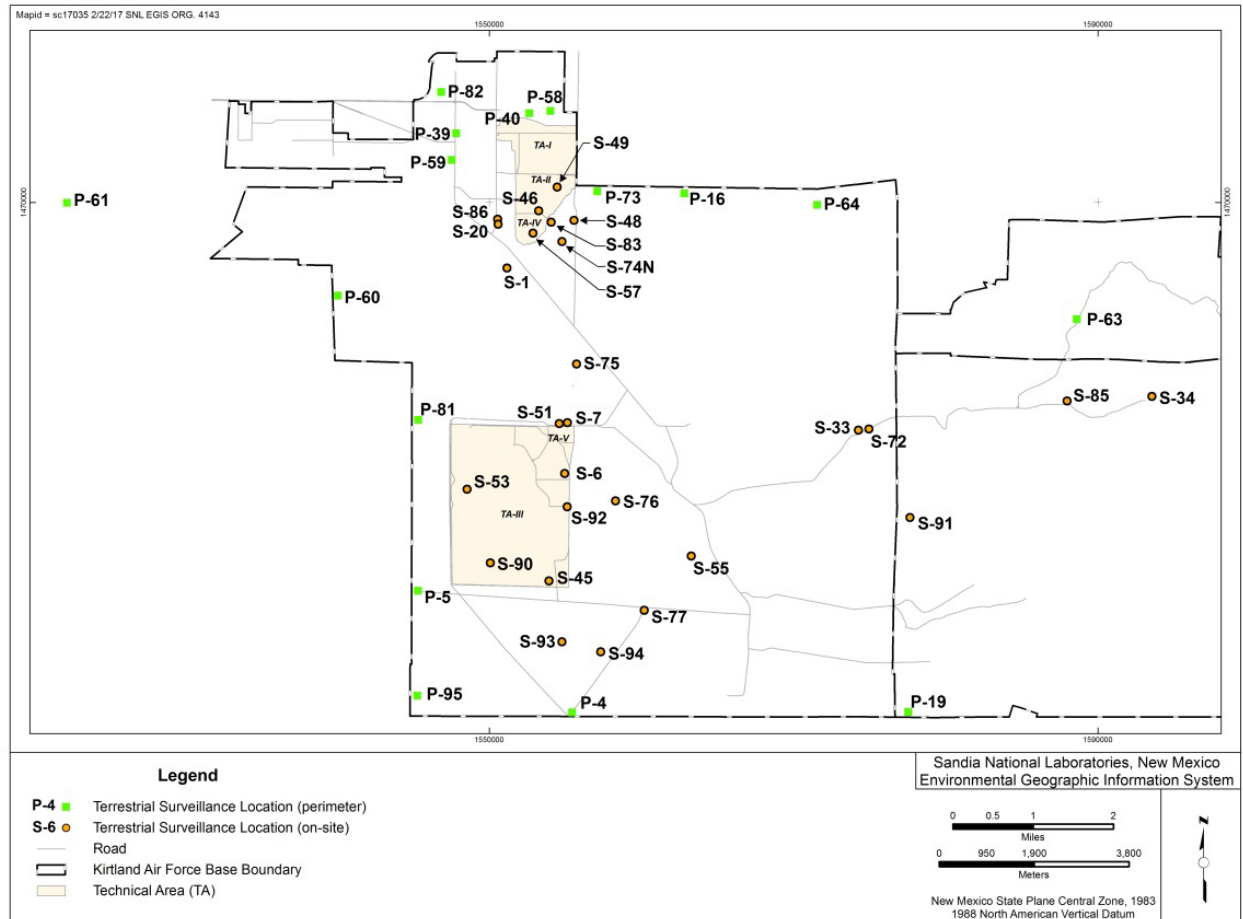 Mapid = sc17035 2/22/17 SNL EGIS ORG. 4143
1550000
1590000
P-82
P-58
P-40
P-39
TA-I
S-49
P-59
TA-II
P-61
1470000
S-46
P-73
P-16
P-64
1470000
S-86
S-20
TA-IV
S-48
S-83
S-74N
S-57
S-1
P-60
P-63
S-75
S-85
S-34
P-81
S-51
S-7
S-33
S-72
TA-V
S-6
S-53
S-76
S-92
TA-III
S-91
S-90
S-55
S-45
P-5
S-77
S-93
S-94
P-95
P-4
P-19
1550000
1590000
Legend
P-4 Terrestrial Surveillance Location (perimeter)
S-6 Terrestrial Surveillance Location (on-site)
Road
Kirtland Air Force Base Boundary
Technical Area (TA)
Sandia National Laboratories, New Mexico
Environmental Geographic Information System
0 0.5 1 2
Miles
0 950 1,900 3,800
Meters
N
New Mexico State Plane Central Zone, 1983
1988 North American Vertical Datum